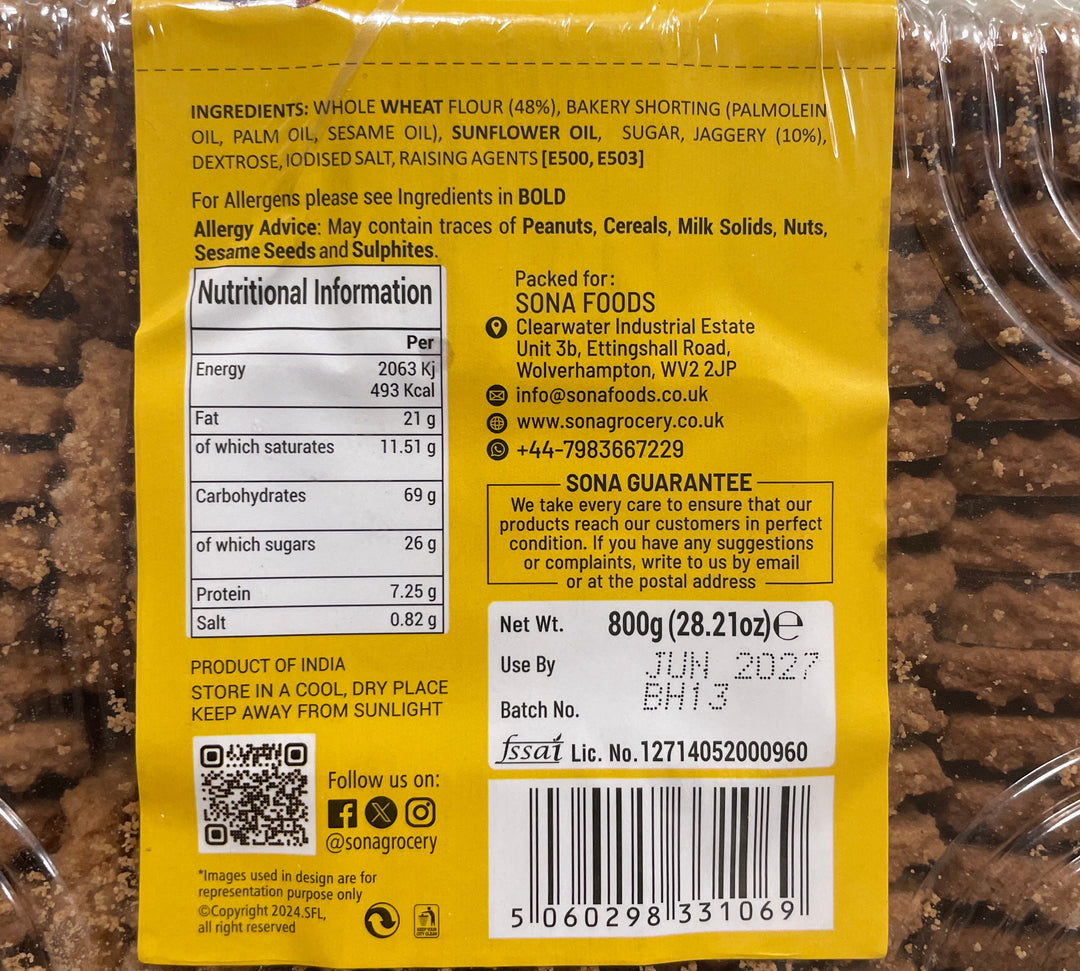 INGREDIENTS: WHOLE WHEAT FLOUR (48%), BAKERY SHORTING (PALMOLEIN
OIL, PALM OIL, SESAME OIL), SUNFLOWER OIL, SUGAR, JAGGERY (10%),
DEXTROSE, IODISED SALT, RAISING AGENTS [E500, E503]
For Allergens please see Ingredients in BOLD
Allergy Advice: May contain traces of Peanuts, Cereals, Milk Solids, Nuts,
Sesame Seeds and Sulphites.
Nutritional Information
Per
Energy 2063 Kj
493 Kcal
Fat 21 g
of which saturates 11.51 g
Carbohydrates 69 g
of which sugars 26 g
Protein 7.25 g
Salt 0.82 g
PRODUCT OF INDIA
STORE IN A COOL, DRY PLACE
KEEP AWAY FROM SUNLIGHT
Follow us on:
@sonagrocery
*Images used in design are for
representation purpose only
©Copyright 2024.SFL,
all right reserved
KEEP YOUR
CITY CLEAN
Packed for:
SONA FOODS
Clearwater Industrial Estate
Unit 3b, Ettingshall Road,
Wolverhampton, WV2 2JP
info@sonafoods.co.uk
www.sonagrocery.co.uk
+44-7983667229
SONA GUARANTEE
We take every care to ensure that our
products reach our customers in perfect
condition. If you have any suggestions
or complaints, write to us by email
or at the postal address
Net Wt. 800g (28.21oz) ℮
Use By JUN 2027
BH13
Batch No.
fssai Lic. No. 12714052000960
5 060298 331069